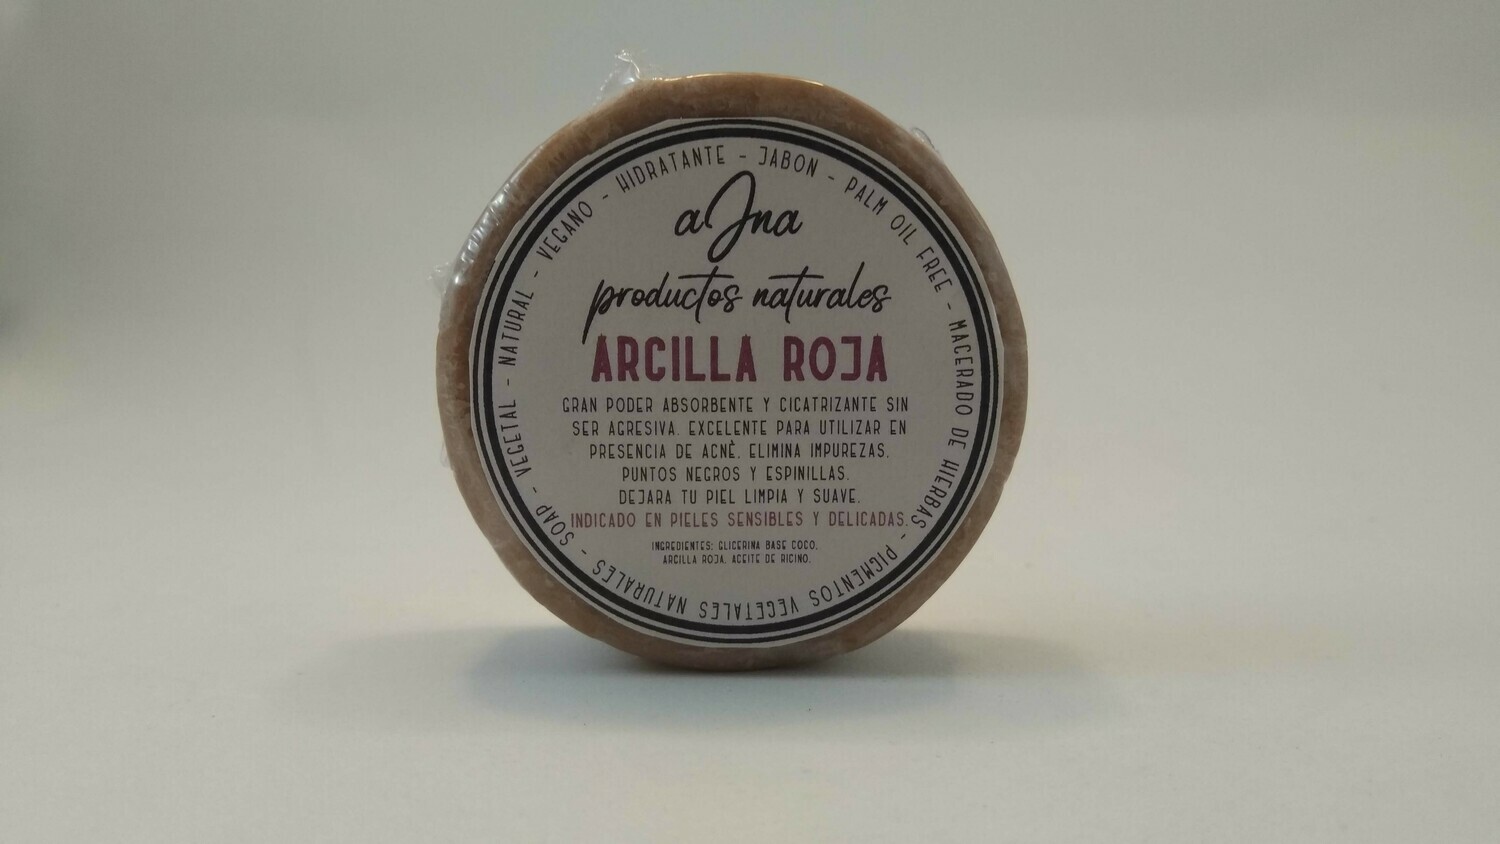 HIDRATANTE - JABON - PALM OIL FREE - MACERADO DE HIERBAS - PIGMENTOS VEGETALES NATURALES - SOAP - VEGETAL - NATURAL - VEGANO -
aJna
productos naturales
ARCILLA ROJA
GRAN PODER ABSORBENTE Y CICATRIZANTE SIN
SER AGRESIVA. EXCELENTE PARA UTILIZAR EN
PRESENCIA DE ACNÈ. ELIMINA IMPUREZAS.
PUNTOS NEGROS Y ESPINILLAS.
DEJARA TU PIEL LIMPIA Y SUAVE.
INDICADO EN PIELES SENSIBLES Y DELICADAS.
INGREDIENTES: GLICERINA BASE COCO,
ARCILLA ROJA, ACEITE DE RICINO.